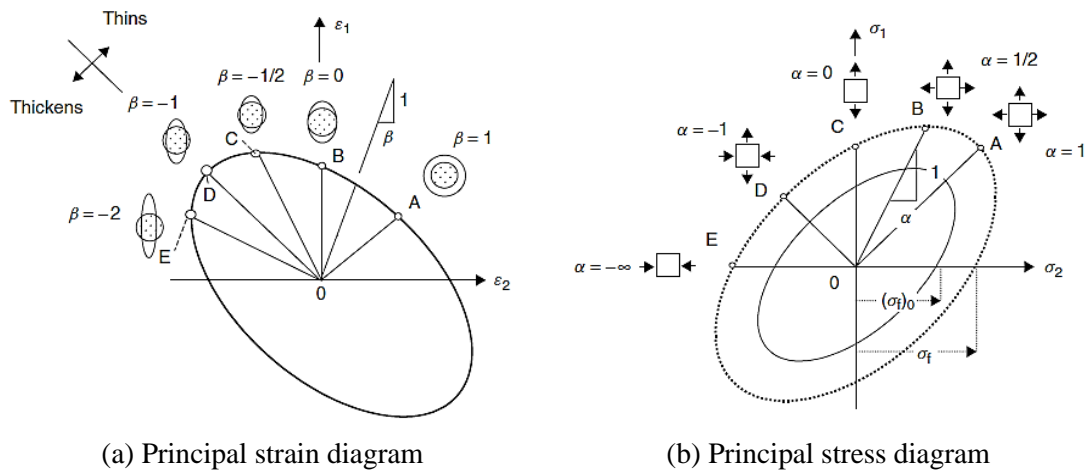 Thins
Thickens
ε₁
β = −1/2
β = 0
β = −1
1
β
β = 1
C
B
A
D
β = −2
E
0
ε₂
σ₁
α = 0
α = 1/2
B
C
A
α = −1
α = 1
1
D
α
E
α = −∞
0
σ₂
(σf)₀
σf
(a) Principal strain diagram
(b) Principal stress diagram